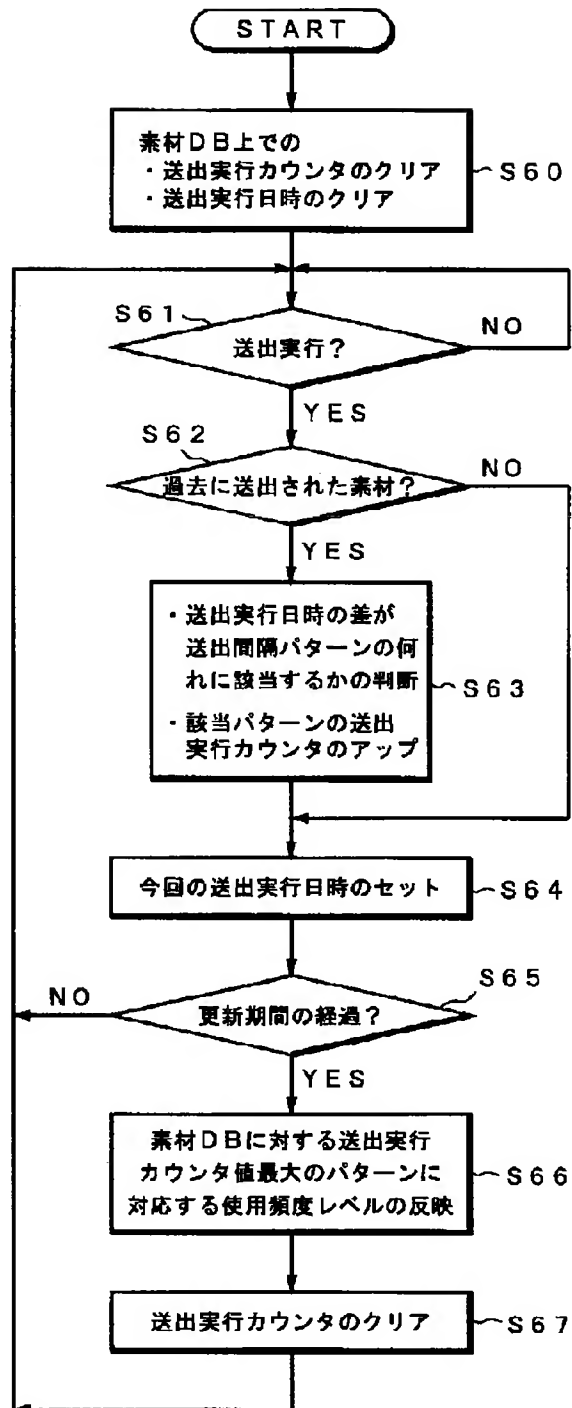 START
素材DB上での
・送出実行カウンタのクリア
・送出実行日時のクリア
S60
S61
送出実行？
NO
YES
S62
過去に送出された素材？
NO
YES
・送出実行日時の差が
送出間隔パターンの何
れに該当するかの判断
・該当パターンの送出
実行カウンタのアップ
S63
今回の送出実行日時のセット
S64
S65
更新期間の経過？
NO
YES
素材DBに対する送出実行
カウンタ値最大のパターンに
対応する使用頻度レベルの反映
S66
送出実行カウンタのクリア
S67